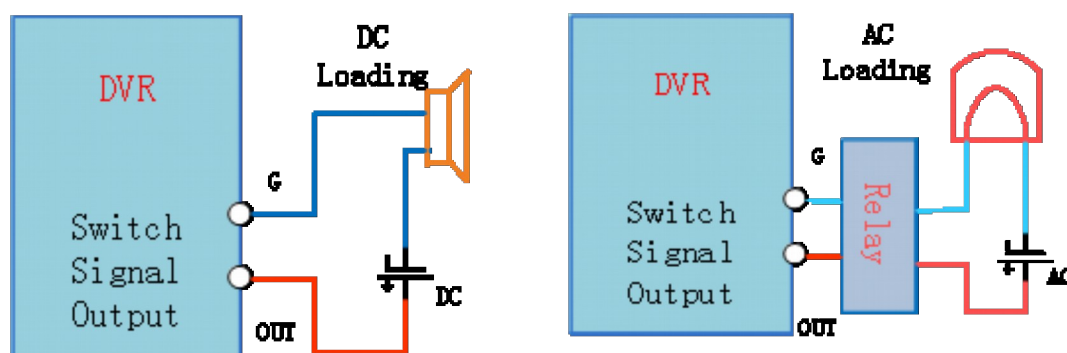 DC
Loading
DVR
G
Switch
Signal
Output
OUT
DC
AC
Loading
DVR
G
Relay
Switch
Signal
Output
OUT
AC